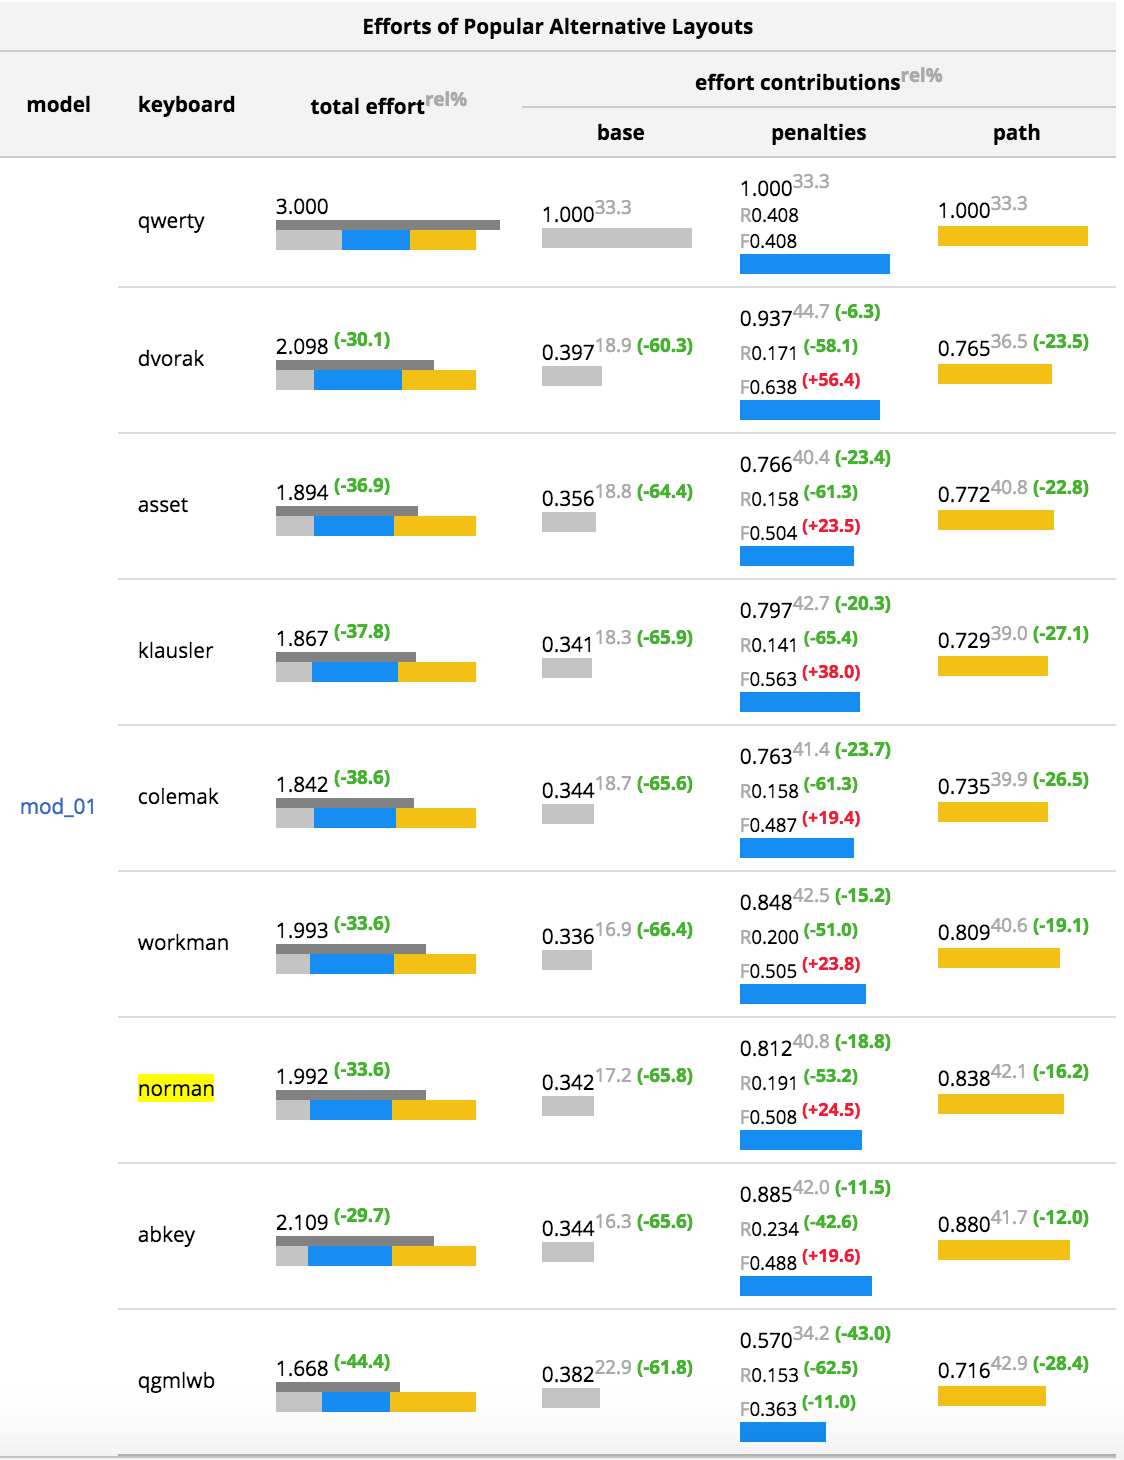 Efforts of Popular Alternative Layouts
model keyboard total effort rel% effort contributions rel%
base penalties path
qwerty 3.000 1.000 33.3 1.000 33.3 1.000 33.3
R0.408
F0.408
dvorak 2.098 (-30.1) 0.397 18.9 (-60.3) 0.937 44.7 (-6.3) 0.765 36.5 (-23.5)
R0.171 (-58.1)
F0.638 (+56.4)
asset 1.894 (-36.9) 0.356 18.8 (-64.4) 0.766 40.4 (-23.4) 0.772 40.8 (-22.8)
R0.158 (-61.3)
F0.504 (+23.5)
klausler 1.867 (-37.8) 0.341 18.3 (-65.9) 0.797 42.7 (-20.3) 0.729 39.0 (-27.1)
R0.141 (-65.4)
F0.563 (+38.0)
mod_01
colemak 1.842 (-38.6) 0.344 18.7 (-65.6) 0.763 41.4 (-23.7) 0.735 39.9 (-26.5)
R0.158 (-61.3)
F0.487 (+19.4)
workman 1.993 (-33.6) 0.336 16.9 (-66.4) 0.848 42.5 (-15.2) 0.809 40.6 (-19.1)
R0.200 (-51.0)
F0.505 (+23.8)
norman 1.992 (-33.6) 0.342 17.2 (-65.8) 0.812 40.8 (-18.8) 0.838 42.1 (-16.2)
R0.191 (-53.2)
F0.508 (+24.5)
abkey 2.109 (-29.7) 0.344 16.3 (-65.6) 0.885 42.0 (-11.5) 0.880 41.7 (-12.0)
R0.234 (-42.6)
F0.488 (+19.6)
qgmlwb 1.668 (-44.4) 0.382 22.9 (-61.8) 0.570 34.2 (-43.0) 0.716 42.9 (-28.4)
R0.153 (-62.5)
F0.363 (-11.0)